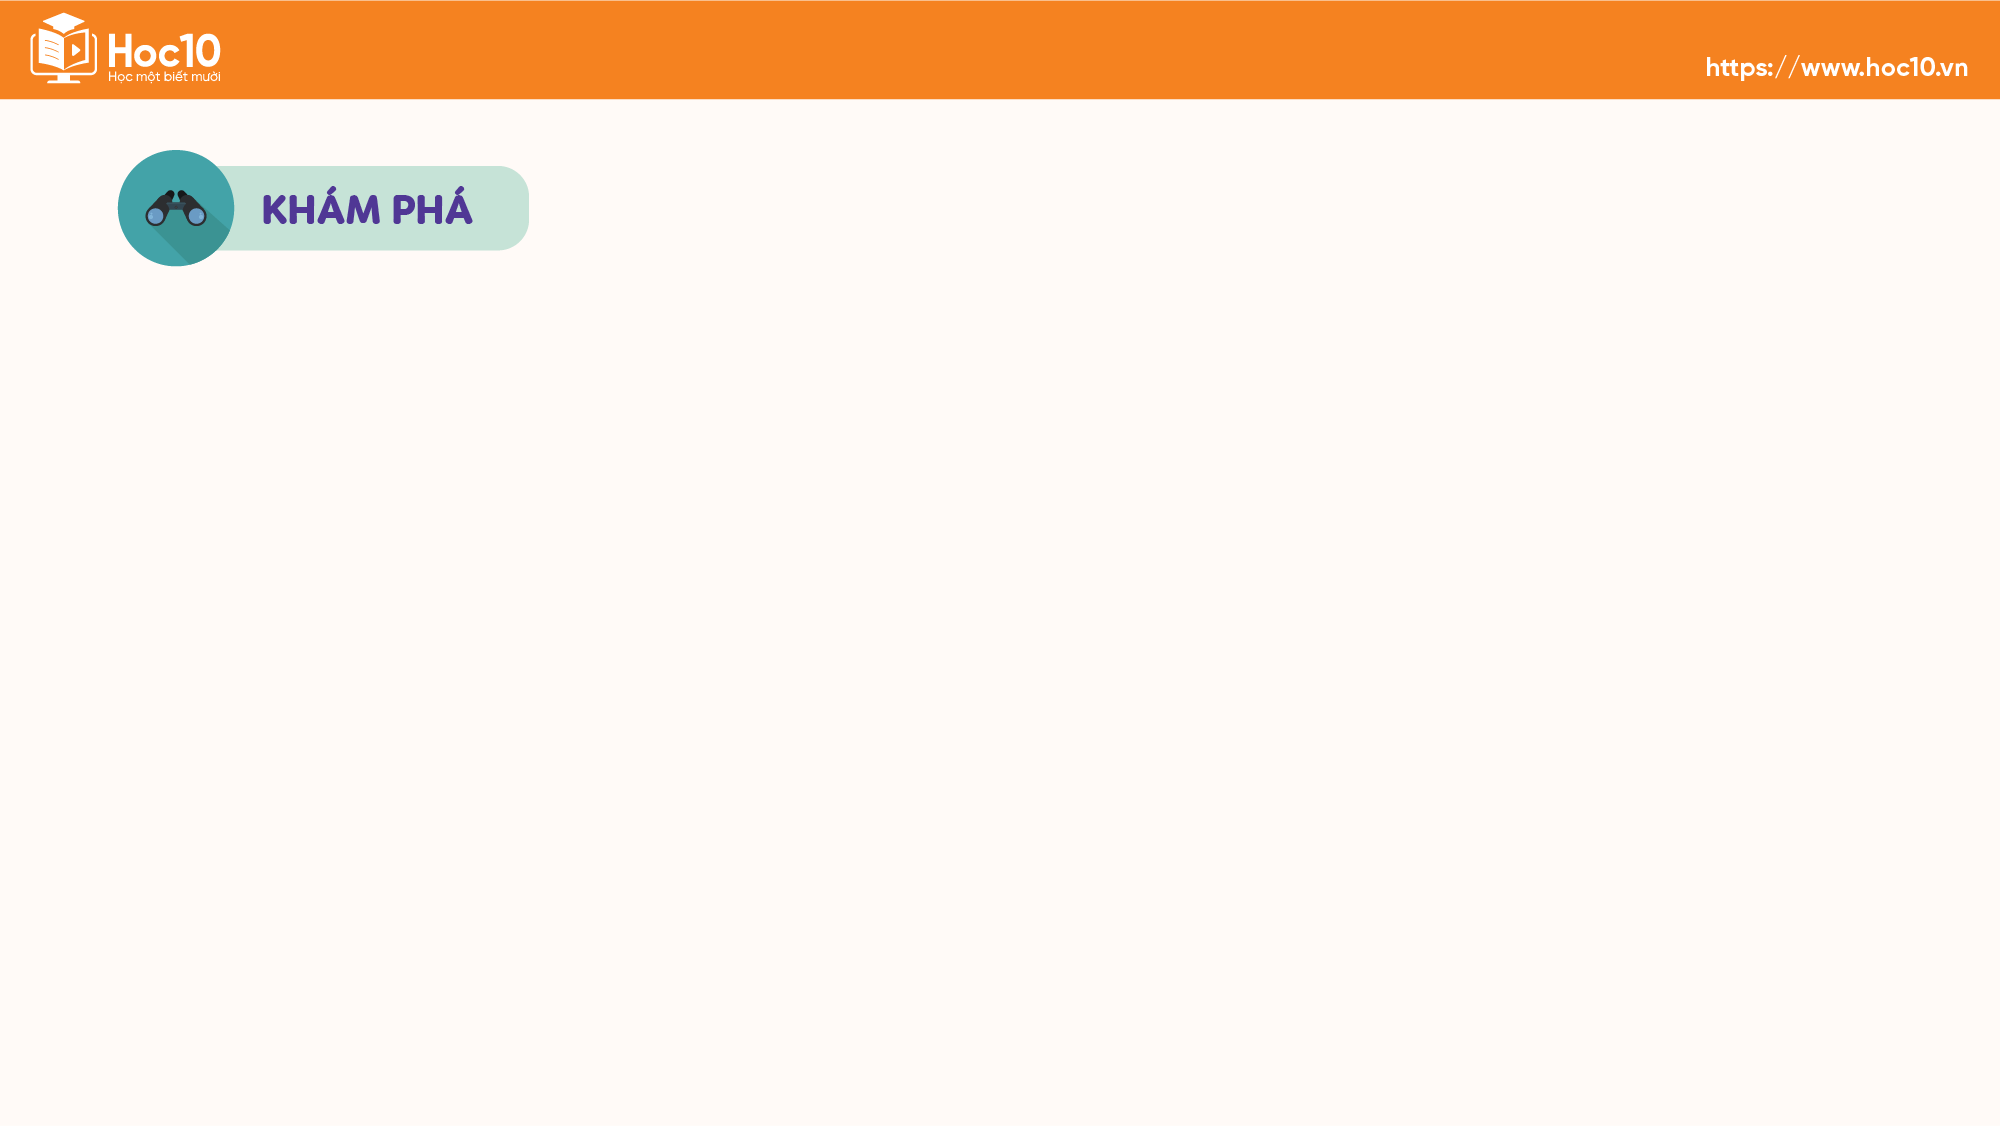 Hoc10
Học một biết mười
https://www.hoc10.vn
KHÁM PHÁ